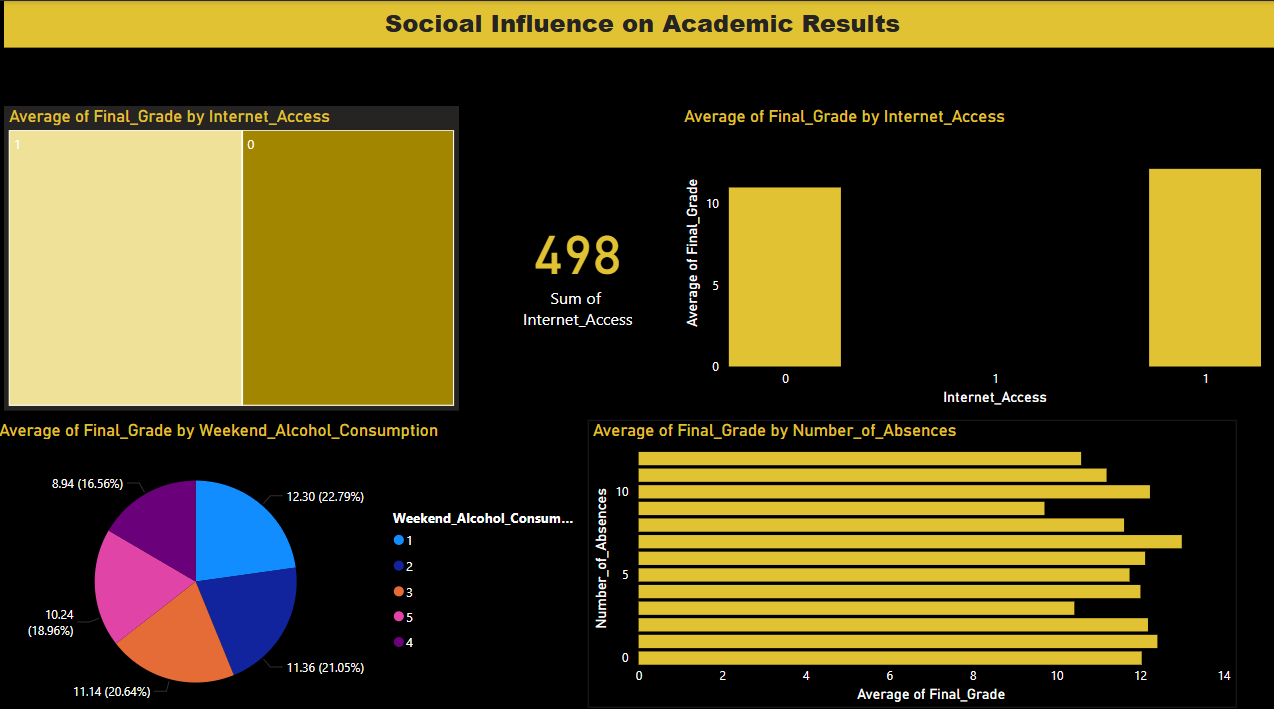 Socioal Influence on Academic Results
Average of Final_Grade by Internet_Access
1
0
498
Sum of
Internet_Access
Average of Final_Grade by Internet_Access
Average of Final_Grade
10
5
0
0
1
1
Internet_Access
Average of Final_Grade by Weekend_Alcohol_Consumption
8.94 (16.56%)
12.30 (22.79%)
10.24
(18.96%)
11.14 (20.64%)
11.36 (21.05%)
Weekend_Alcohol_Consum...
1
2
3
5
4
Average of Final_Grade by Number_of_Absences
Number_of_Absences
10
5
0
0
2
4
6
8
10
12
14
Average of Final_Grade